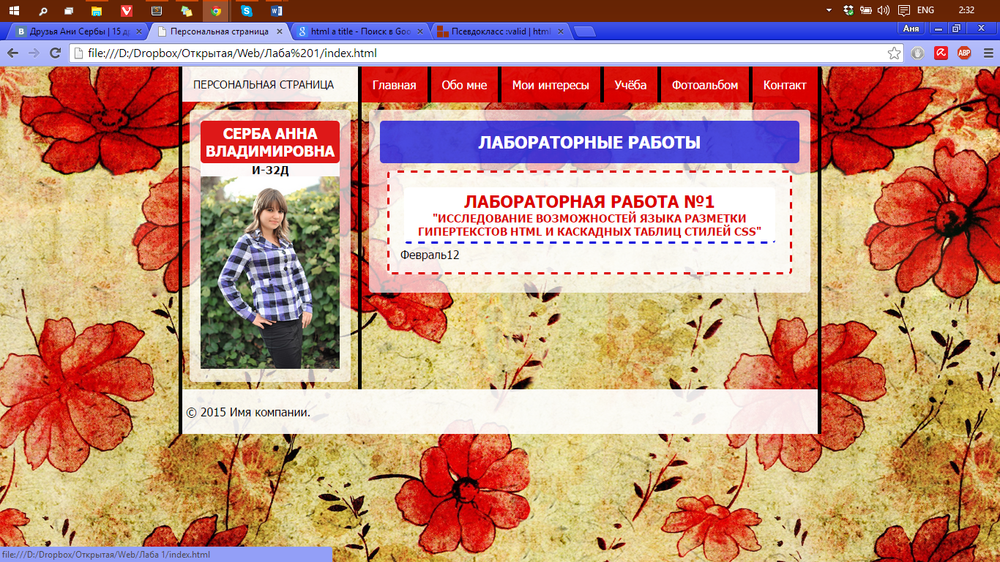 ENG
2:32
Друзья Ани Сербы | 15 др
Персональная страница
html a title - Поиск в Goo
Псевдокласс :valid | html
Аня
file:///D:/Dropbox/Открытая/Web/Лаба%201/index.html
ABP
ПЕРСОНАЛЬНАЯ СТРАНИЦА
Главная
Обо мне
Мои интересы
Учёба
Фотоальбом
Контакт
СЕРБА АННА
ВЛАДИМИРОВНА
И-32Д
ЛАБОРАТОРНЫЕ РАБОТЫ
ЛАБОРАТОРНАЯ РАБОТА №1
"ИССЛЕДОВАНИЕ ВОЗМОЖНОСТЕЙ ЯЗЫКА РАЗМЕТКИ
ГИПЕРТЕКСТОВ HTML И КАСКАДНЫХ ТАБЛИЦ СТИЛЕЙ CSS"
Февраль12
© 2015 Имя компании.
file:///D:/Dropbox/Открытая/Web/Лаба 1/index.html